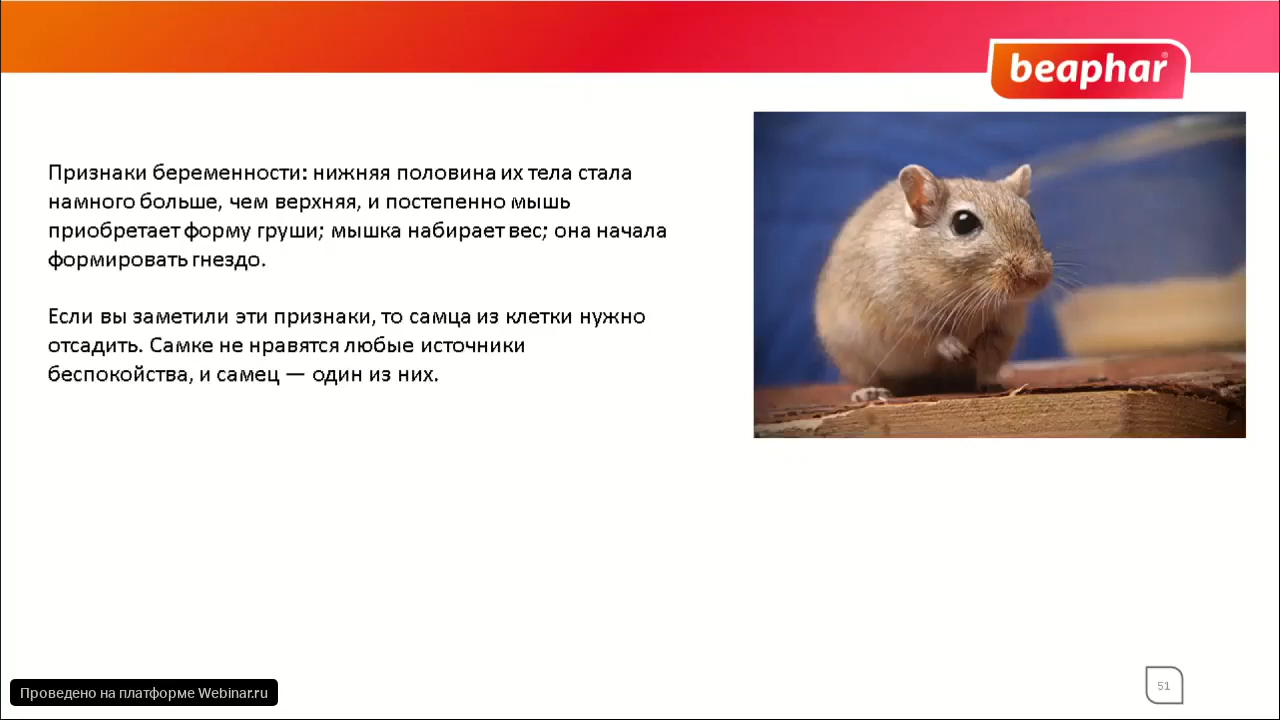 beaphar®
Признаки беременности: нижняя половина их тела стала
намного больше, чем верхняя, и постепенно мышь
приобретает форму груши; мышка набирает вес; она начала
формировать гнездо.
Если вы заметили эти признаки, то самца из клетки нужно
отсадить. Самке не нравятся любые источники
беспокойства, и самец — один из них.
51
Проведено на платформе Webinar.ru